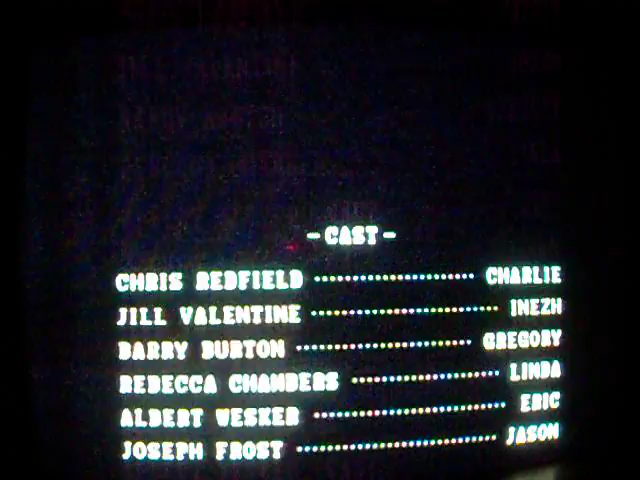 -CAST-
CHRIS REDFIELD CHARLIE
JILL VALENTINE INEZH
BARRY BURTON GREGORY
REBECCA CHAMBERS LINDA
ALBERT WESKER ERIC
JOSEPH FROST JASON